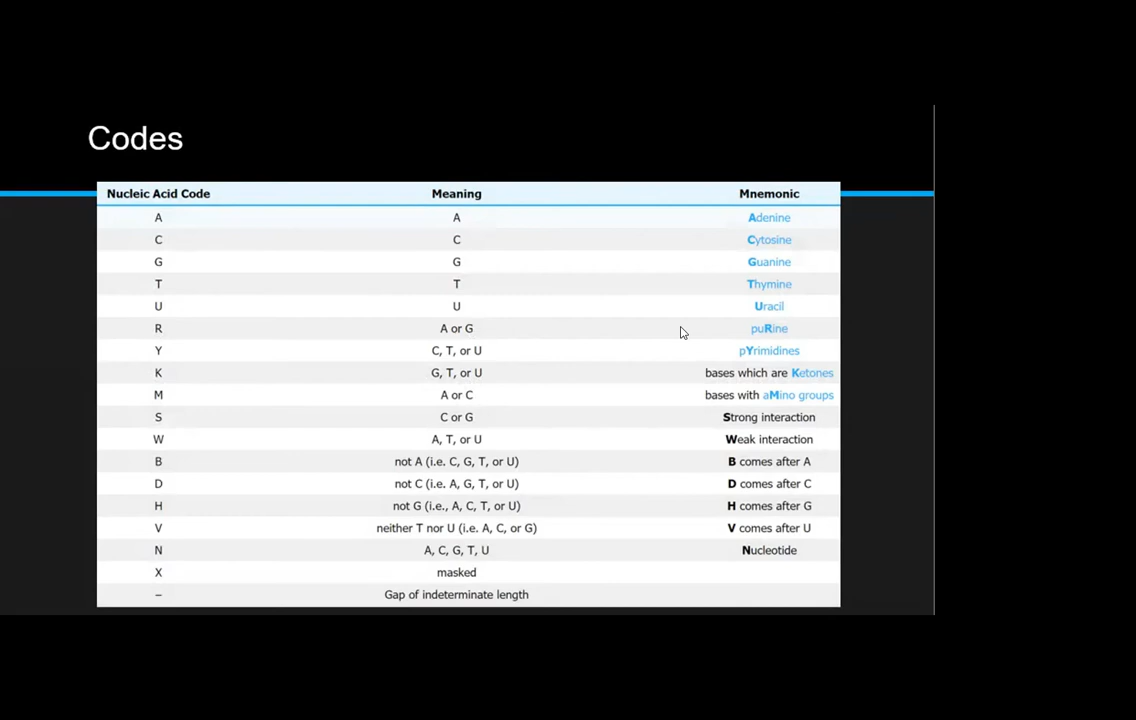 Codes
Nucleic Acid Code Meaning Mnemonic
A A Adenine
C C Cytosine
G G Guanine
T T Thymine
U U Uracil
R A or G puRine
Y C, T, or U pYrimidines
K G, T, or U bases which are Ketones
M A or C bases with aMino groups
S C or G Strong interaction
W A, T, or U Weak interaction
B not A (i.e. C, G, T, or U) B comes after A
D not C (i.e. A, G, T, or U) D comes after C
H not G (i.e., A, C, T, or U) H comes after G
V neither T nor U (i.e. A, C, or G) V comes after U
N A, C, G, T, U Nucleotide
X masked
– Gap of indeterminate length